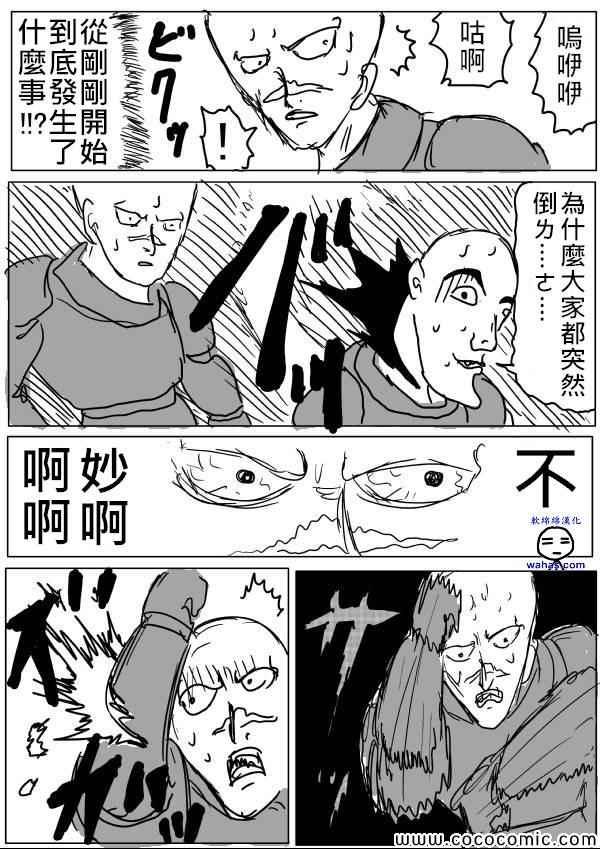 嗚咿咿
咕啊
ビクッ
！
從剛剛開始
到底發生了
什麼事!!?
為什麼大家都突然
倒ㄉ……ㄜ……
バッ
不
妙啊
啊啊
軟綿綿漢化
wahas.com
ザ
www.cococomic.com